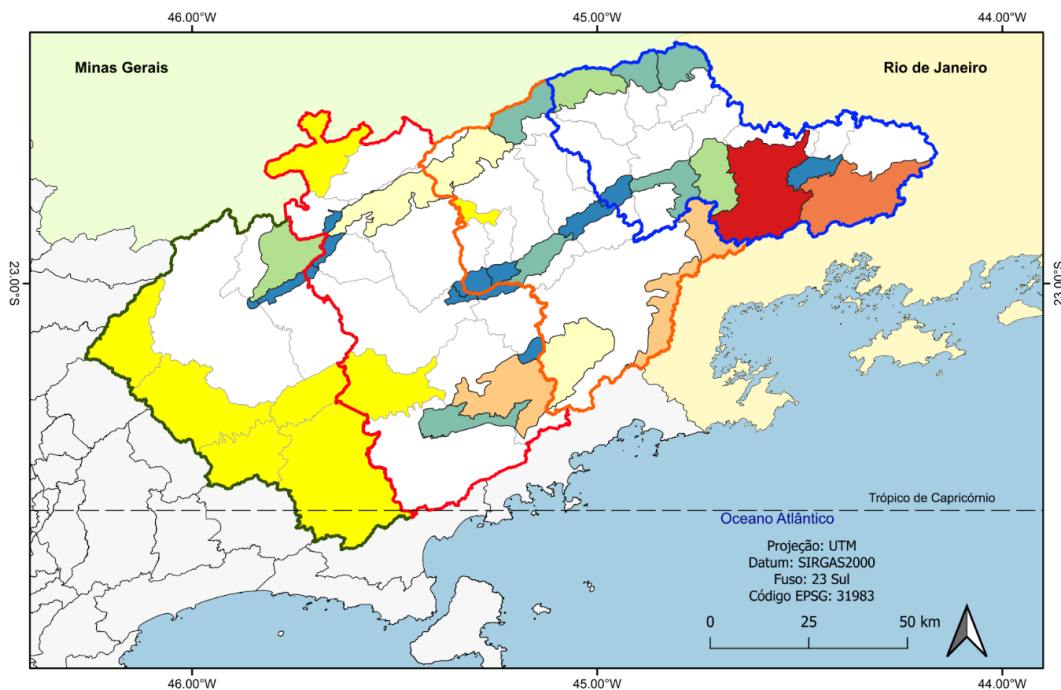 46.00°W
45.00°W
44.00°W
Minas Gerais
Rio de Janeiro
23.00°S
23.00°S
Trópico de Capricórnio
Oceano Atlântico
Projeção: UTM
Datum: SIRGAS2000
Fuso: 23 Sul
Código EPSG: 31983
0
25
50 km
46.00°W
45.00°W
44.00°W